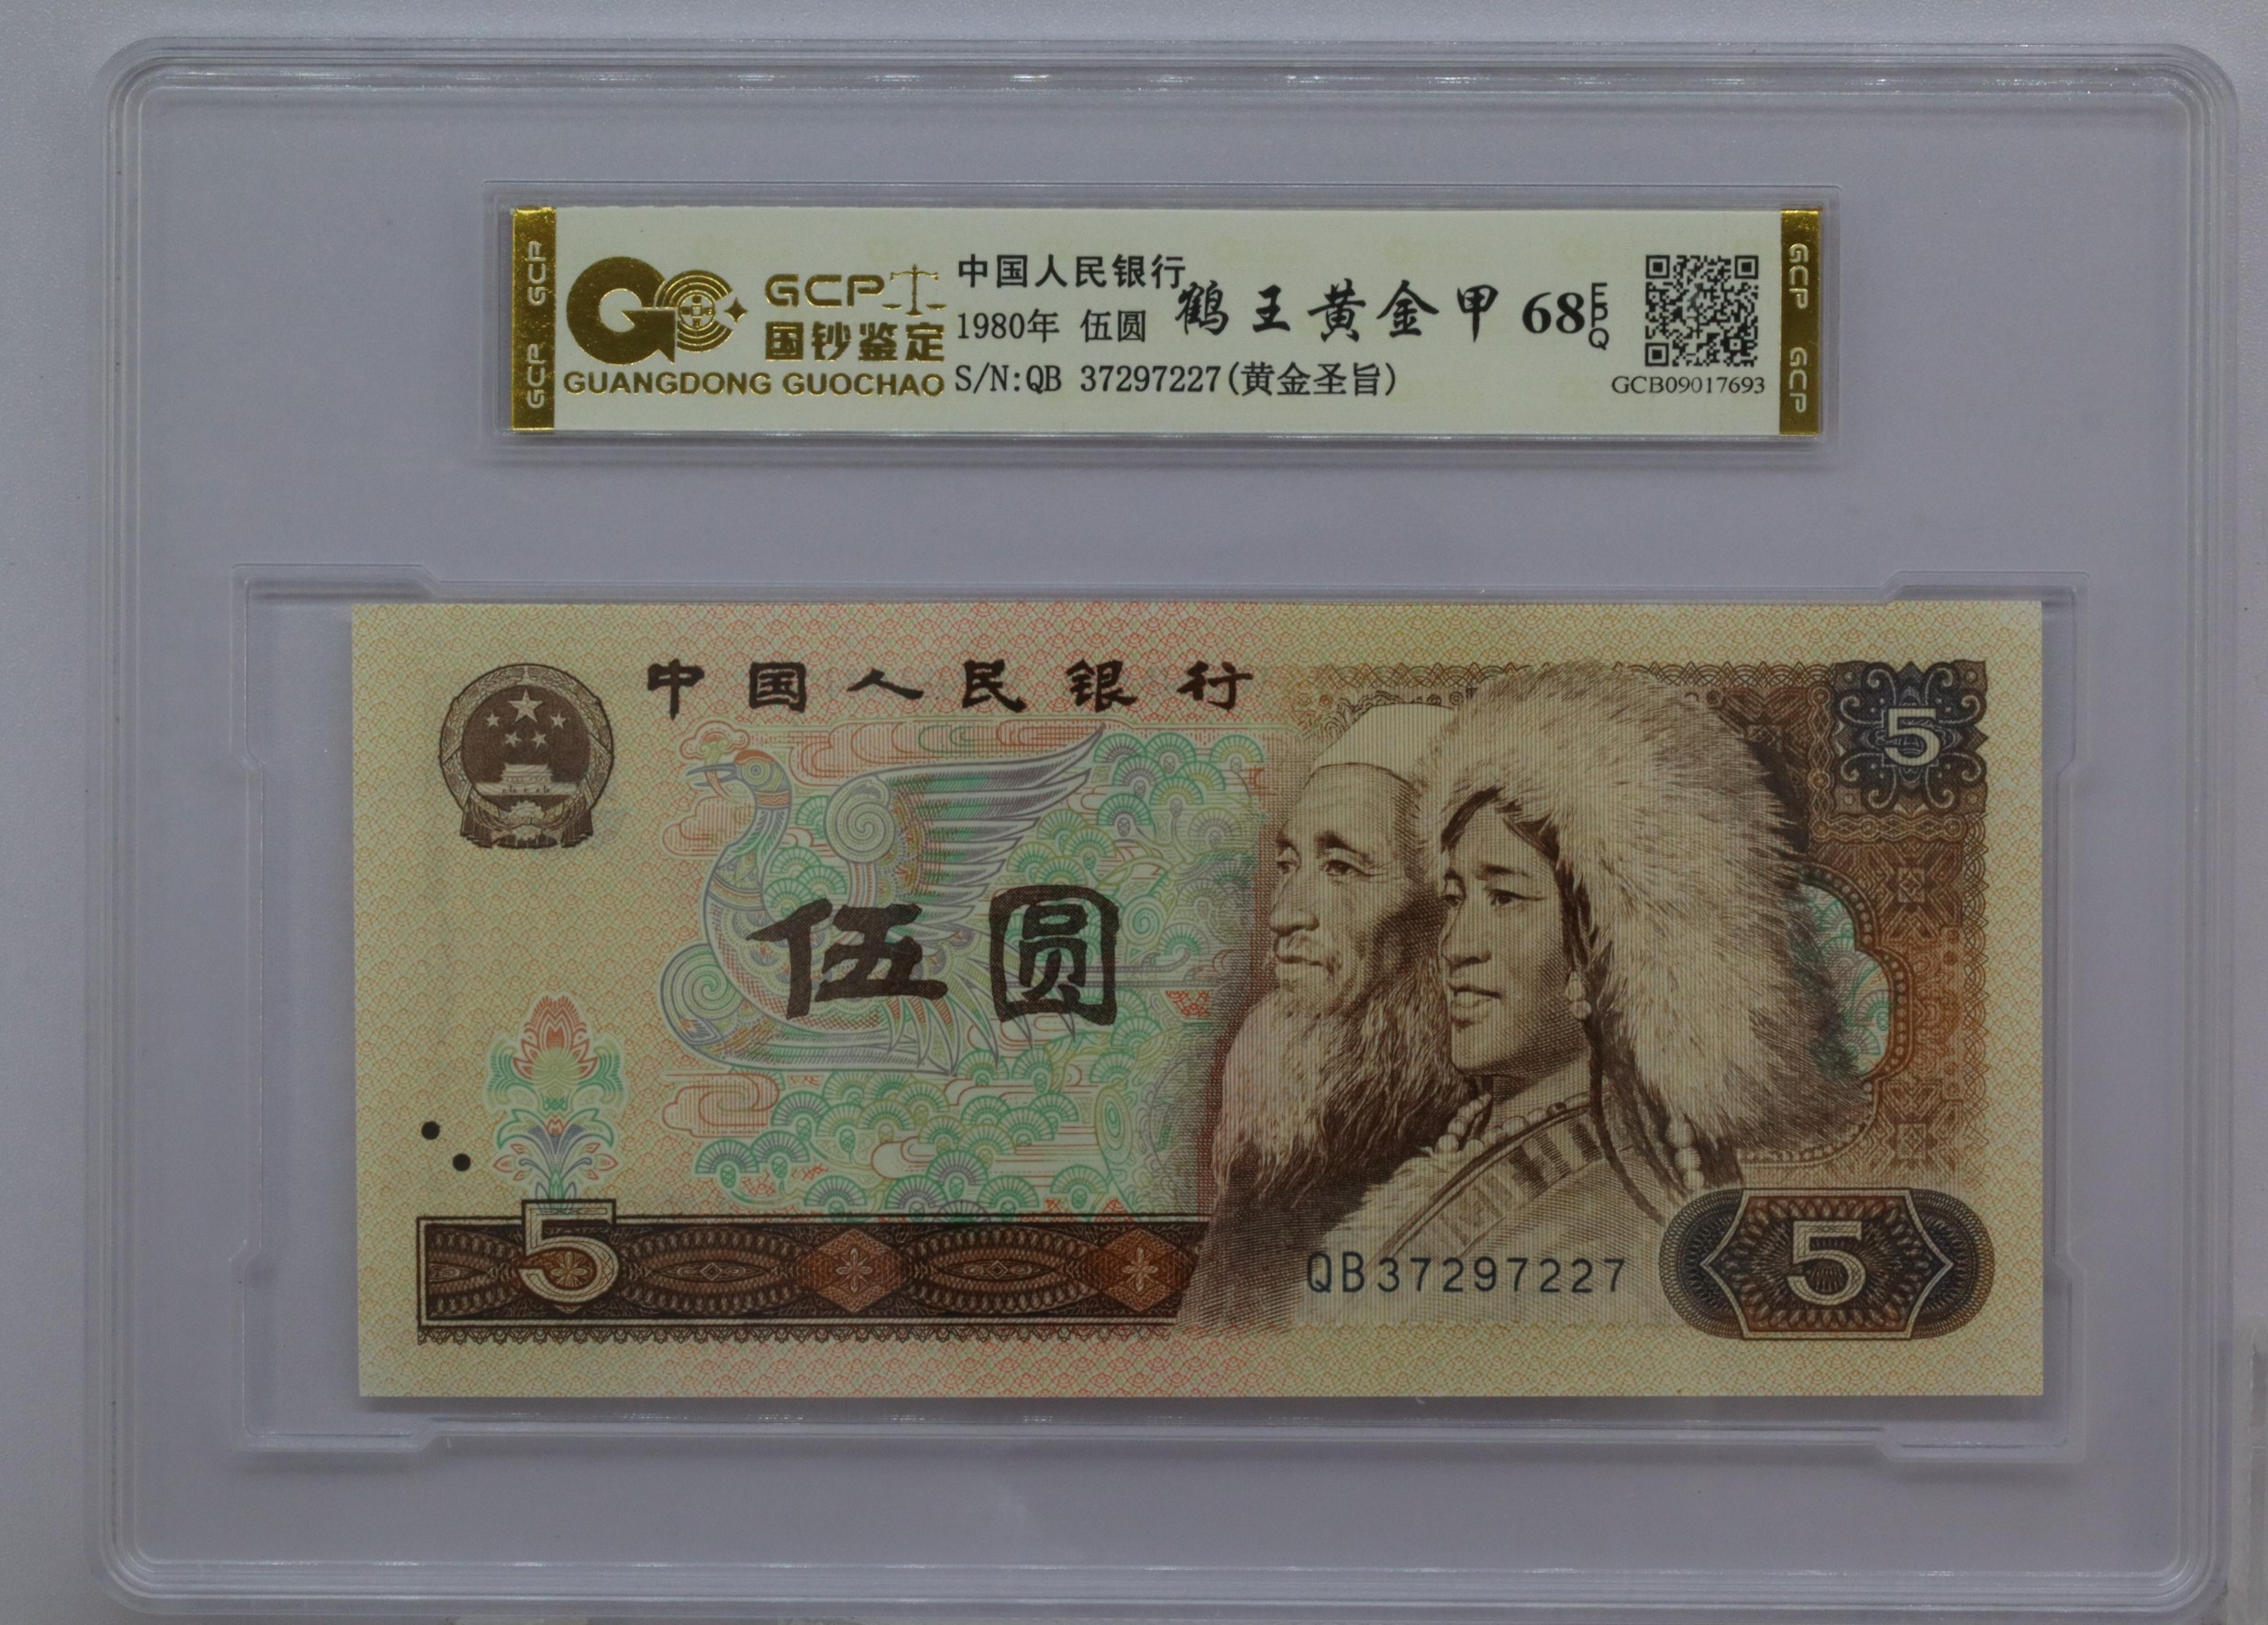 GCP GCP
GCP
国钞鉴定
GUANGDONG GUOCHAO
中国人民银行
1980年 伍圆
S/N:QB 37297227(黄金圣旨)
鹤王黄金甲 68EPQ
GCB09017693
GCP GCP
中国人民银行
5
伍圆
5
QB37297227
5